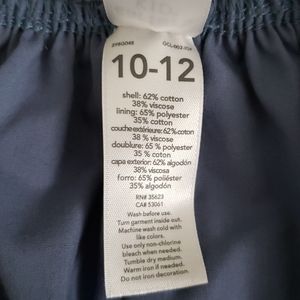 10-12
shell: 62% cotton
38% viscose
lining: 65% polyester
35% cotton
couche extérieure: 62% coton
38 % viscose
doublure: 65% polyester
35 % coton
capa exterior: 62% algodón
38% viscosa
forro: 65% poliéster
35% algodón
RN# 35623
CA# 53061
Wash before use.
Turn garment inside out.
Machine wash cold with
like colors.
Use only non-chlorine
bleach when needed.
Tumble dry medium.
Warm iron if needed.
Do not iron decoration.